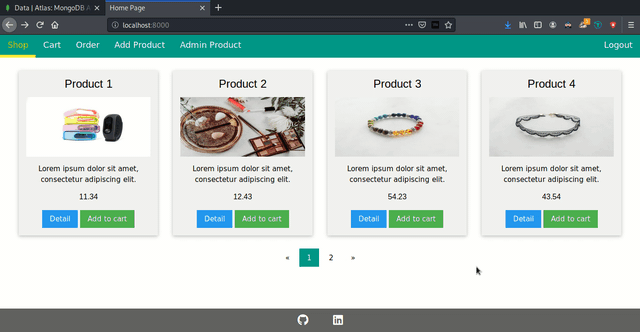 Data | Atlas: MongoDB A
Home Page
localhost:8000
Shop Cart Order Add Product Admin Product Logout
Product 1 Product 2 Product 3 Product 4
Lorem ipsum dolor sit amet, Lorem ipsum dolor sit amet, Lorem ipsum dolor sit amet, Lorem ipsum dolor sit amet,
consectetur adipiscing elit. consectetur adipiscing elit. consectetur adipiscing elit. consectetur adipiscing elit.
11.34 12.43 54.23 43.54
Detail Add to cart Detail Add to cart Detail Add to cart Detail Add to cart
« 1 2 »